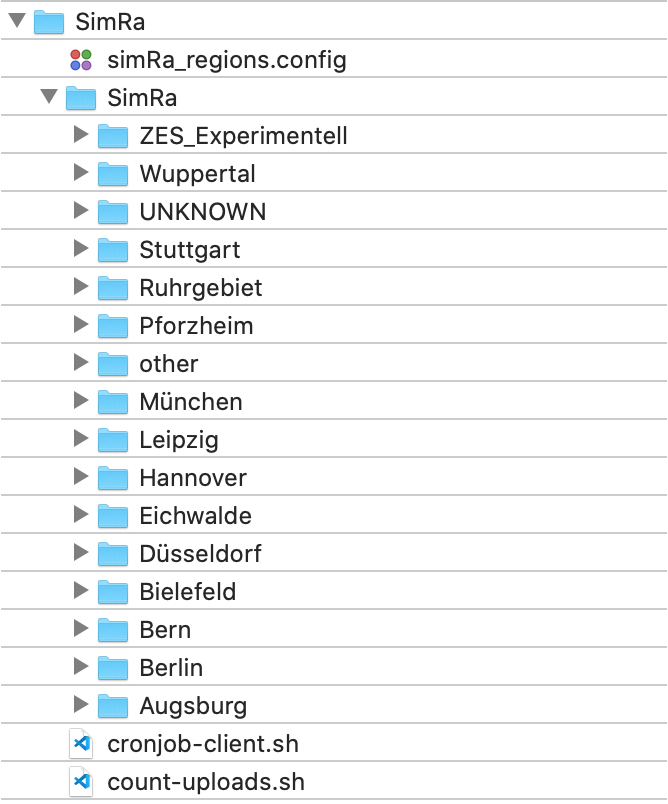 SimRa
simRa_regions.config
SimRa
ZES_Experimentell
Wuppertal
UNKNOWN
Stuttgart
Ruhrgebiet
Pforzheim
other
München
Leipzig
Hannover
Eichwalde
Düsseldorf
Bielefeld
Bern
Berlin
Augsburg
cronjob-client.sh
count-uploads.sh